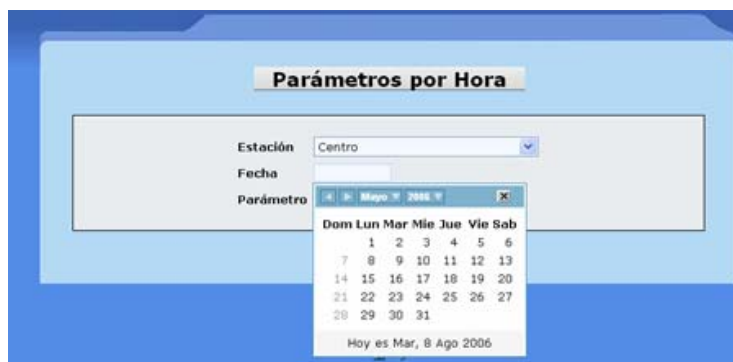 Parámetros por Hora
Estación Centro
Fecha
Parámetro
Mayo 2006
Dom Lun Mar Mie Jue Vie Sab
1 2 3 4 5 6
7 8 9 10 11 12 13
14 15 16 17 18 19 20
21 22 23 24 25 26 27
28 29 30 31
Hoy es Mar, 8 Ago 2006